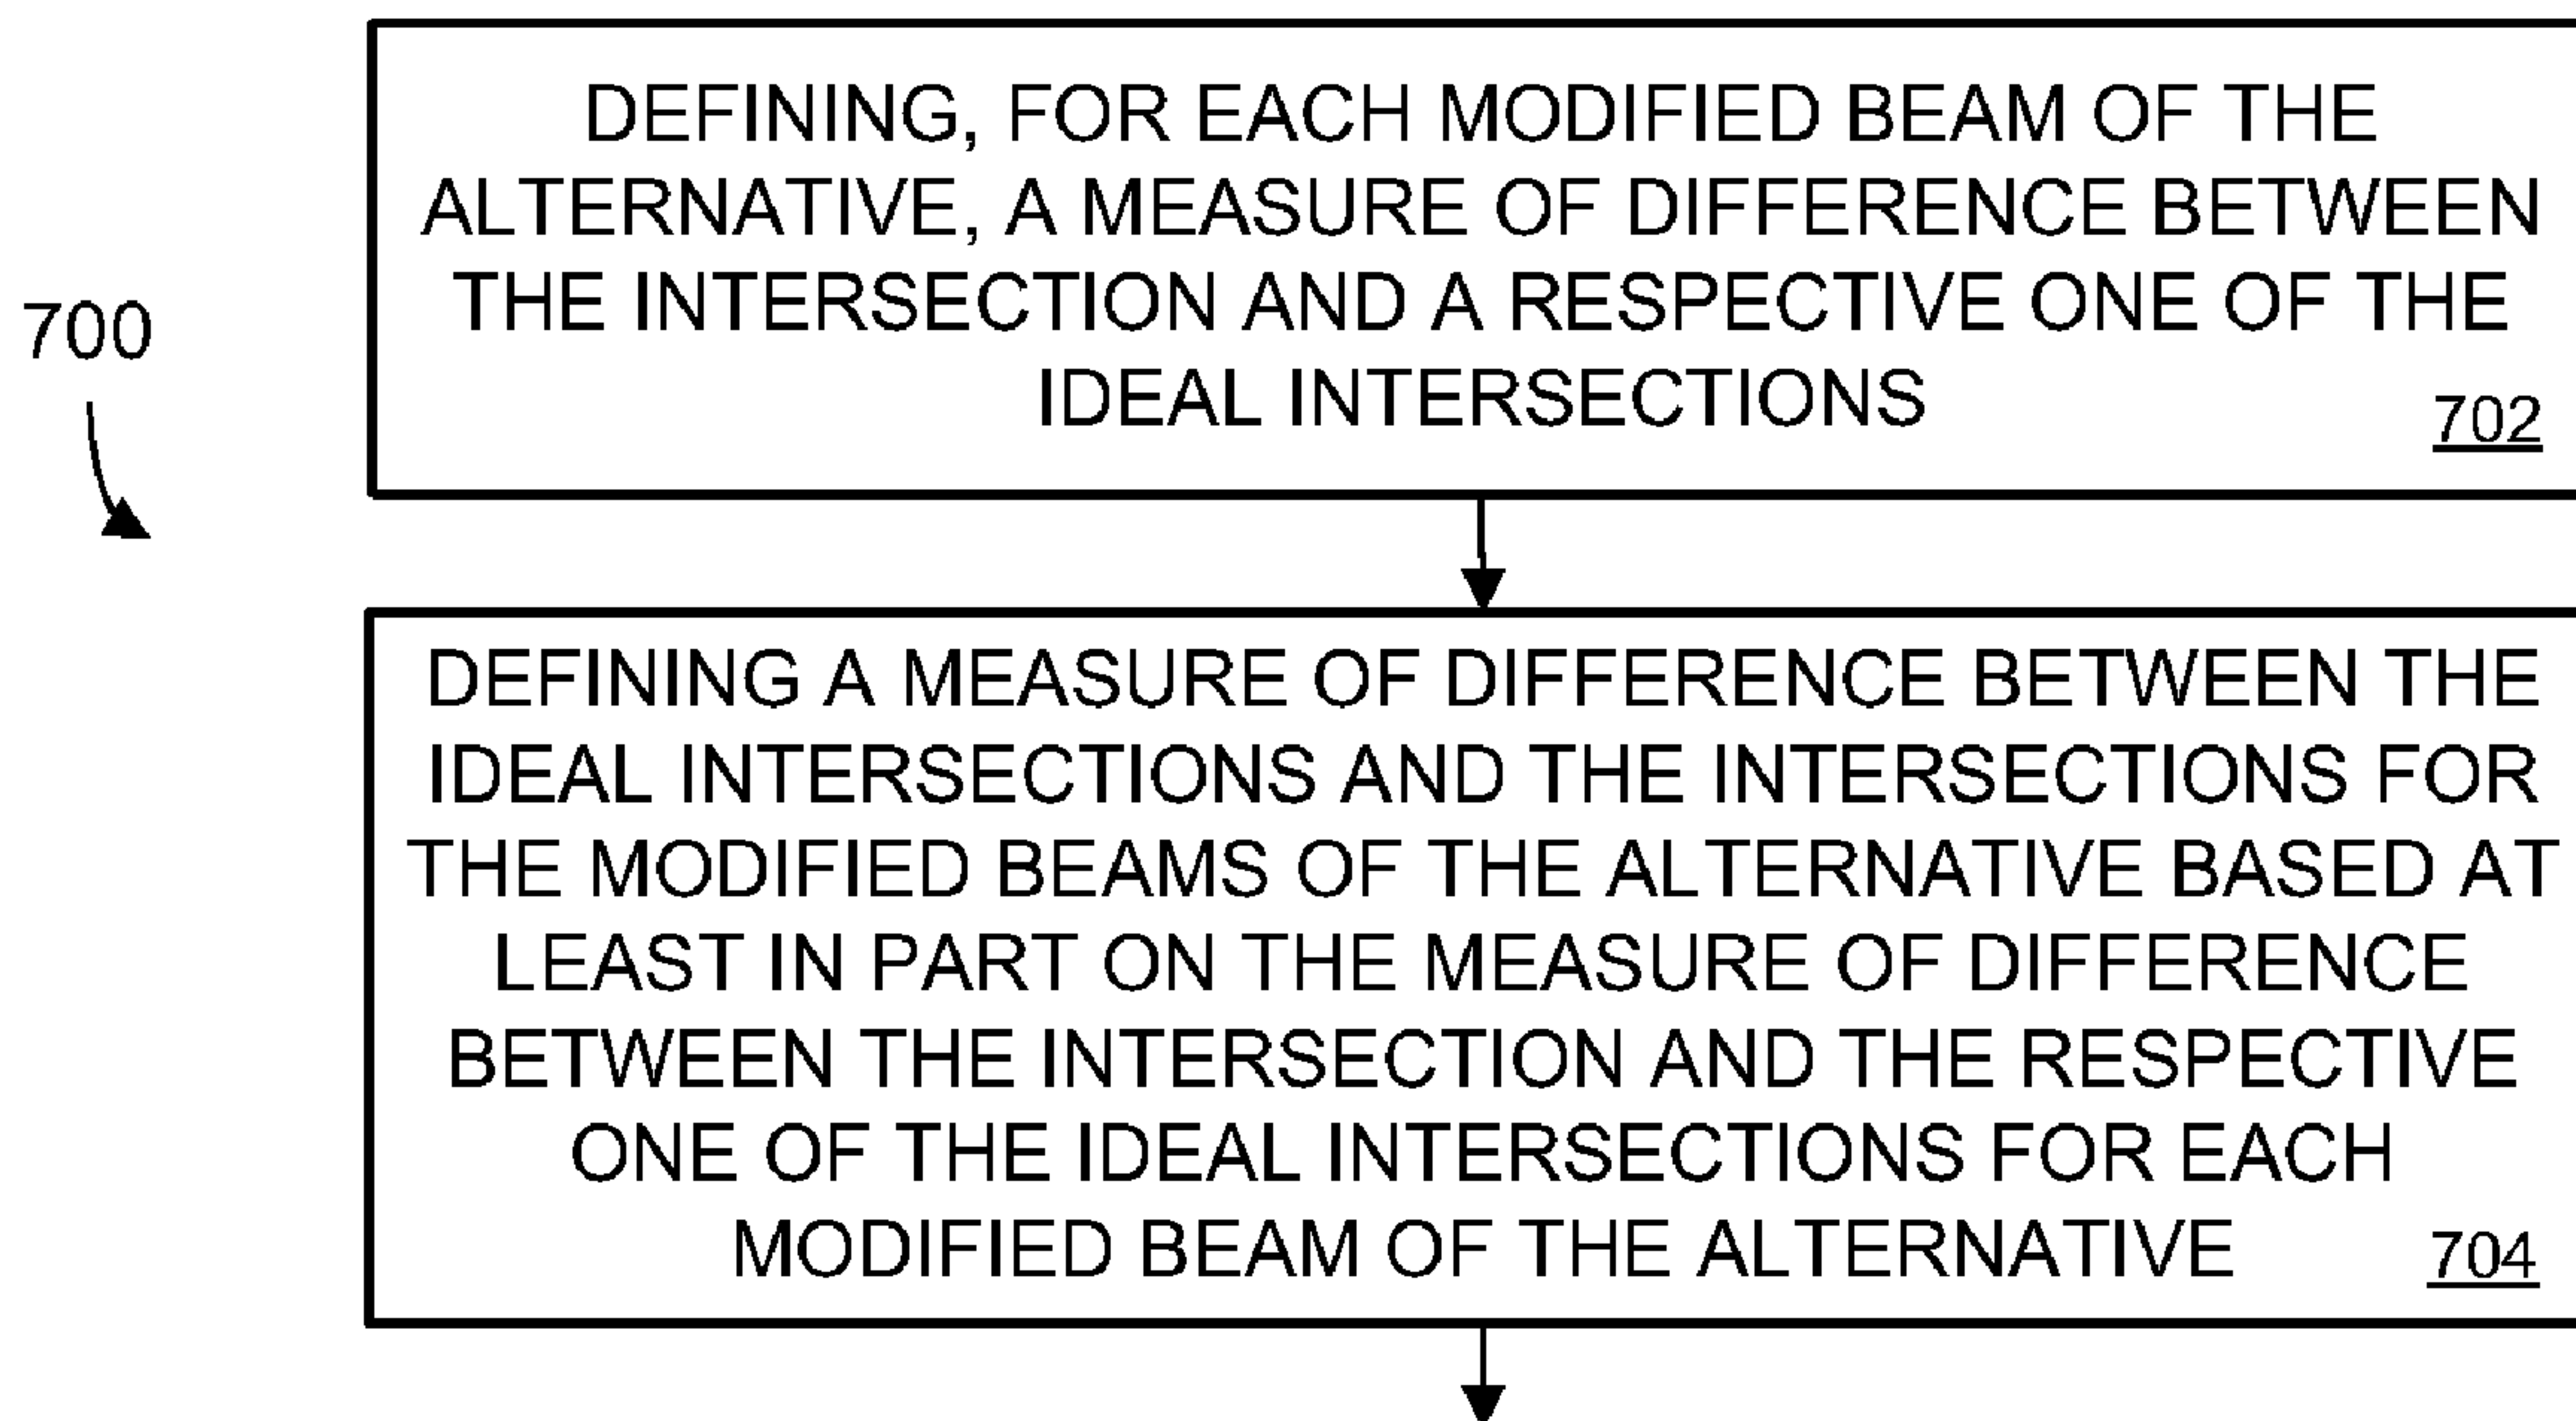 DEFINING, FOR EACH MODIFIED BEAM OF THE
ALTERNATIVE, A MEASURE OF DIFFERENCE BETWEEN
THE INTERSECTION AND A RESPECTIVE ONE OF THE
IDEAL INTERSECTIONS
702
700
DEFINING A MEASURE OF DIFFERENCE BETWEEN THE
IDEAL INTERSECTIONS AND THE INTERSECTIONS FOR
THE MODIFIED BEAMS OF THE ALTERNATIVE BASED AT
LEAST IN PART ON THE MEASURE OF DIFFERENCE
BETWEEN THE INTERSECTION AND THE RESPECTIVE
ONE OF THE IDEAL INTERSECTIONS FOR EACH
MODIFIED BEAM OF THE ALTERNATIVE
704